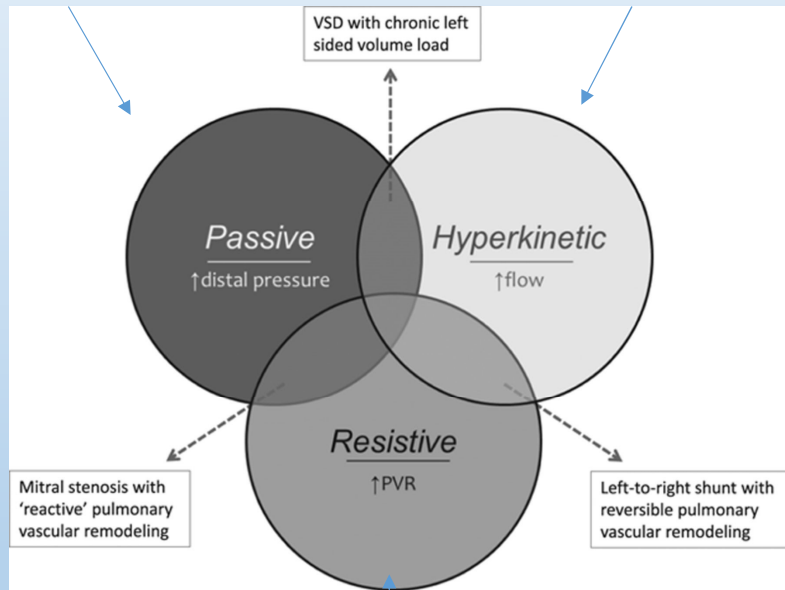 VSD with chronic left
sided volume load
Passive
↑distal pressure
Hyperkinetic
↑flow
Resistive
↑PVR
Mitral stenosis with
‘reactive’ pulmonary
vascular remodeling
Left-to-right shunt with
reversible pulmonary
vascular remodeling